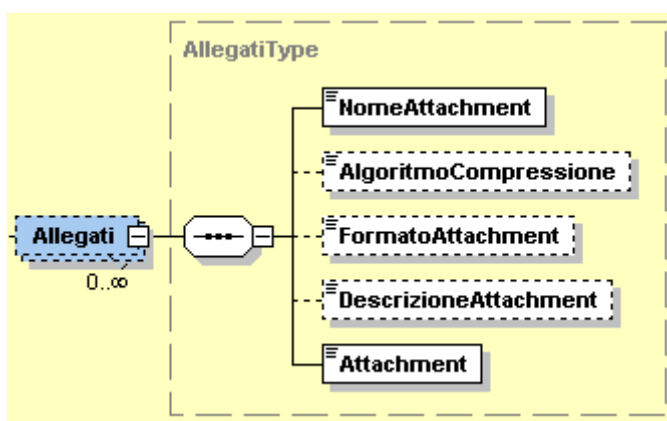 AllegatiType
NomeAttachment
AlgoritmoCompressione
Allegati
FormatoAttachment
0..∞
DescrizioneAttachment
Attachment